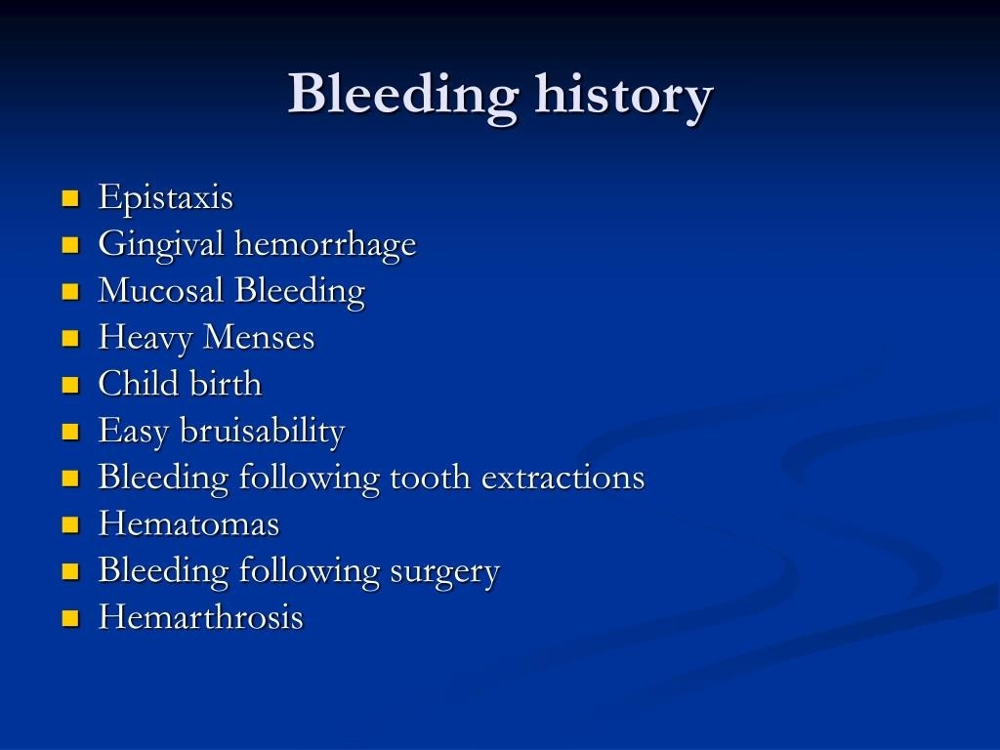 Bleeding history
Epistaxis
Gingival hemorrhage
Mucosal Bleeding
Heavy Menses
Child birth
Easy bruisability
Bleeding following tooth extractions
Hematomas
Bleeding following surgery
Hemarthrosis